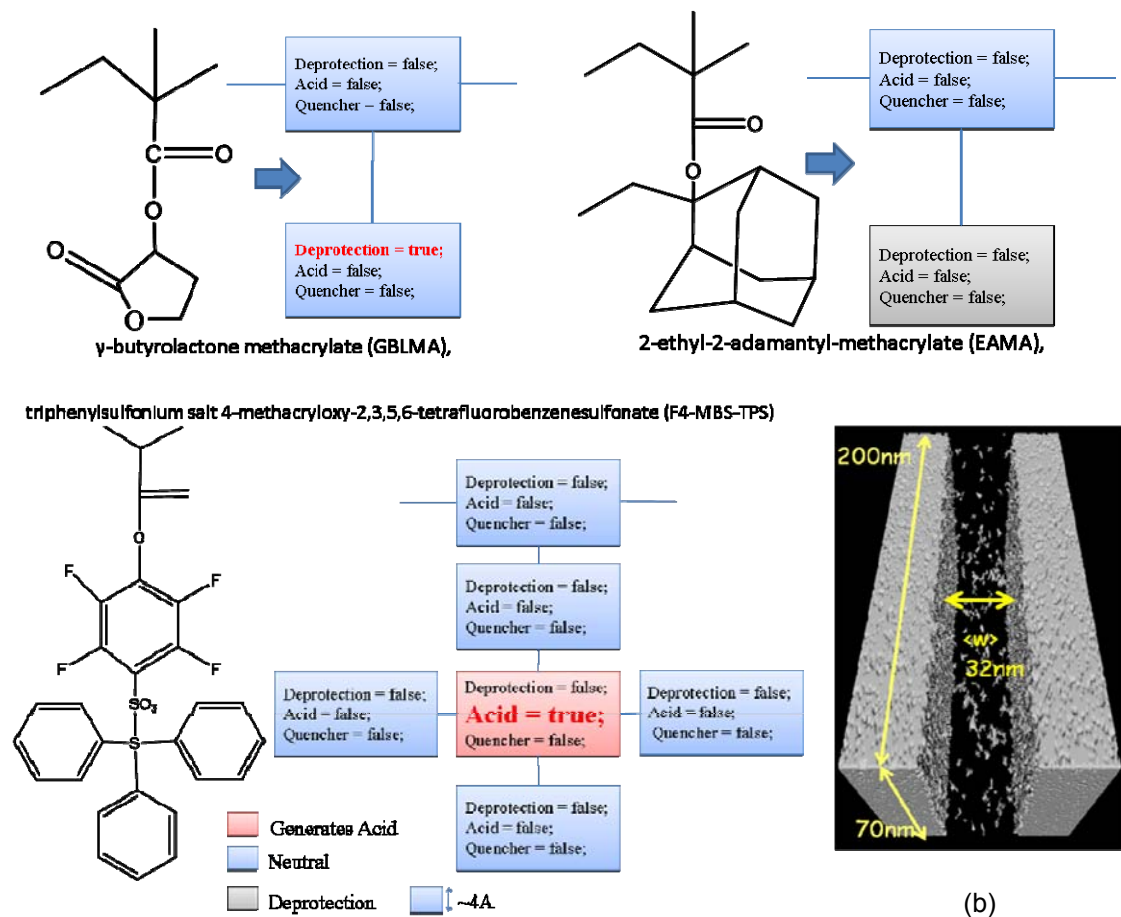 Deprotection = false;
Acid = false;
Quencher – false;
C
O
O
O
O
Deprotection = true;
Acid = false;
Quencher = false;
γ-butyrolactone methacrylate (GBLMA),
Deprotection = false;
Acid = false;
Quencher = false;
O
O
Deprotection = false;
Acid = false;
Quencher = false;
2-ethyl-2-adamantyl-methacrylate (EAMA),
triphenylsulfonium salt 4-methacryloxy-2,3,5,6-tetrafluorobenzenesulfonate (F4-MBS-TPS)
O
F
F
F
F
SO3
S
Deprotection = false;
Acid = false;
Quencher = false;
Deprotection = false;
Acid = false;
Quencher = false;
Deprotection = false;
Acid = false;
Quencher = false;
Deprotection = false;
Acid = true;
Quencher = false;
Deprotection = false;
Acid = false;
Quencher = false;
Deprotection = false;
Acid = false;
Quencher = false;
Generates Acid
Neutral
Deprotection
~4A
200nm
<w>
32nm
70nm
(b)